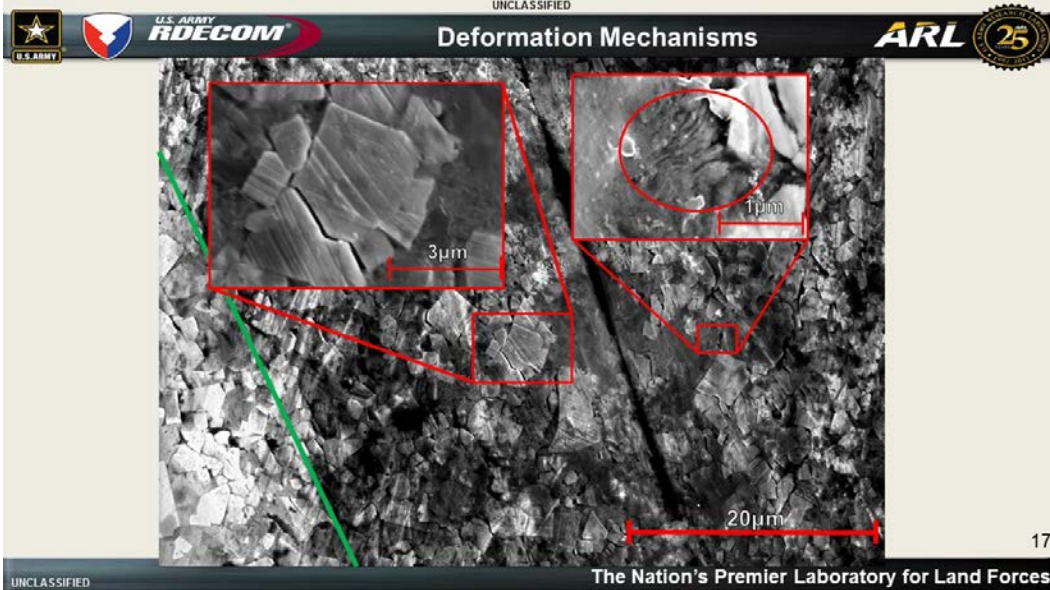 UNCLASSIFIED
U.S. ARMY
U.S. ARMY
RDECOM
Deformation Mechanisms
ARL
25
3µm
1µm
20µm
17
UNCLASSIFIED
The Nation's Premier Laboratory for Land Forces